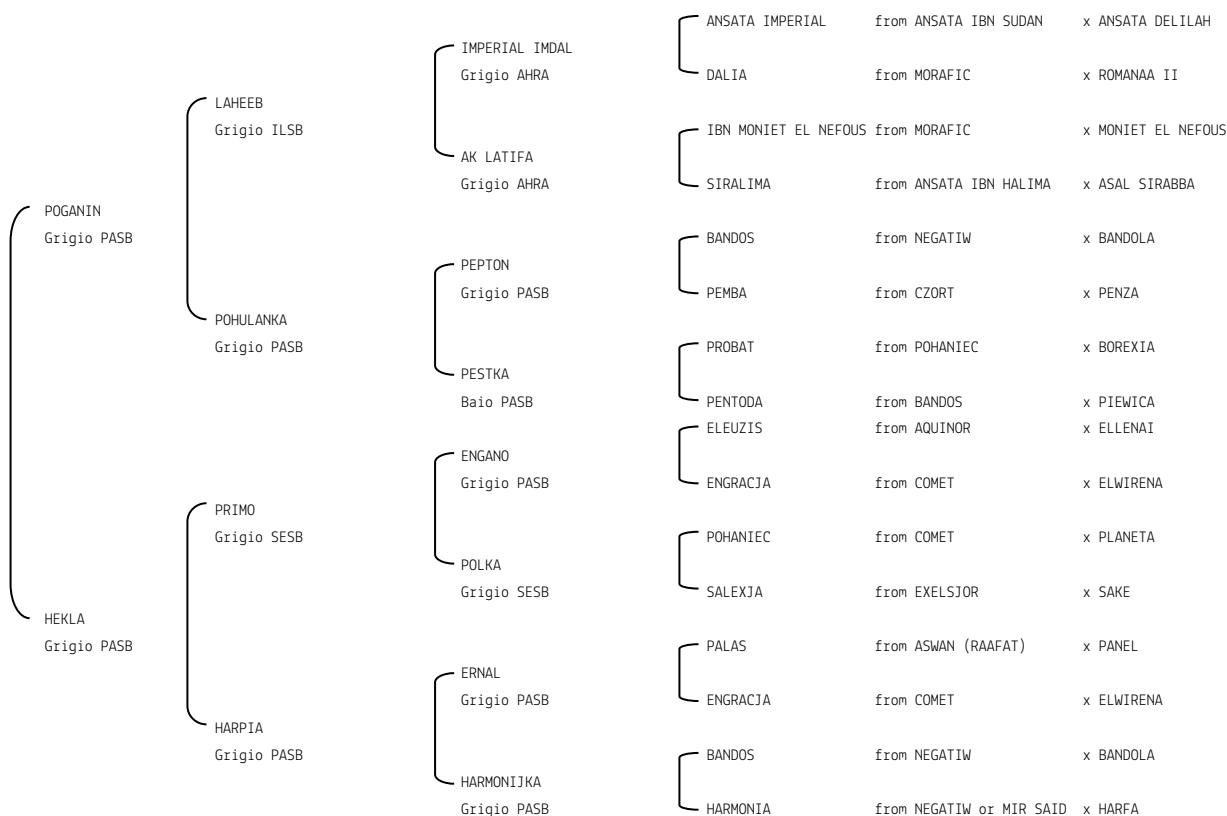 ANSATA IMPERIAL from ANSATA IBN SUDAN x ANSATA DELILAH
IMPERIAL IMDAL
Grigio AHRA DALIA from MORAFIC x ROMANAA II
LAHEEB
Grigio ILSB IBN MONIET EL NEFOUS from MORAFIC x MONIET EL NEFOUS
AK LATIFA
Grigio AHRA SIRALIMA from ANSATA IBN HALIMA x ASAL SIRABBA
POGANIN
Grigio PASB BANDOS from NEGATIW x BANDOLA
PEPTON
Grigio PASB PEMBA from CZORT x PENZA
POHULANKA
Grigio PASB PROBAT from POHANIEC x BOREXIA
PESTKA
Baio PASB PENTODA from BANDOS x PIEWICA
ELEUZIS from AQUINOR x ELLENAI
ENGANO
Grigio PASB ENGRACJA from COMET x ELWIRENA
PRIMO
Grigio SESB POHANIEC from COMET x PLANETA
POLKA
Grigio SESB SALEXJA from EXELSJOR x SAKE
HEKLA
Grigio PASB PALAS from ASWAN (RAAFAT) x PANEL
ERNAL
Grigio PASB ENGRACJA from COMET x ELWIRENA
HARPIA
Grigio PASB BANDOS from NEGATIW x BANDOLA
HARMONIJKA
Grigio PASB HARMONIA from NEGATIW or MIR SAID x HARFA